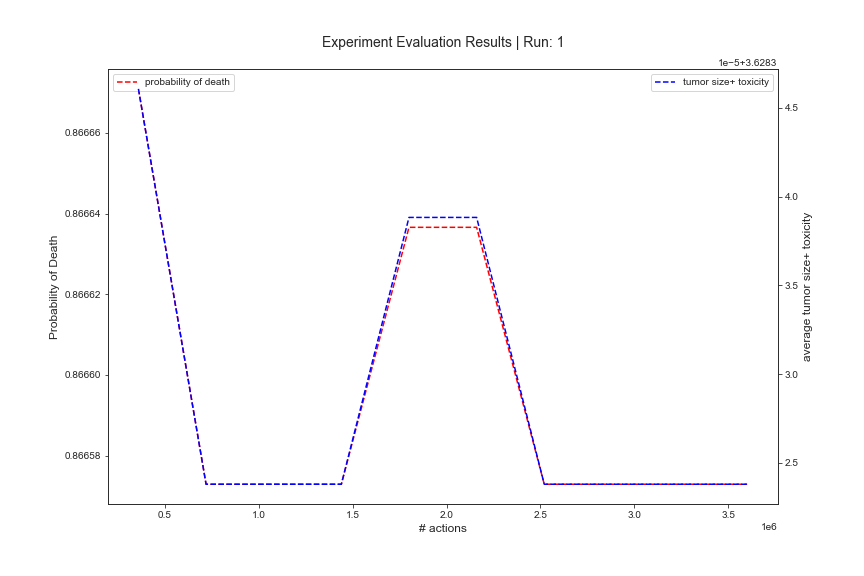 Experiment Evaluation Results | Run: 1
1e−5+3.6283
probability of death
tumor size+ toxicity
0.86666
0.86664
0.86662
0.86660
0.86658
Probability of Death
4.5
4.0
3.5
3.0
2.5
average tumor size+ toxicity
0.5 1.0 1.5 2.0 2.5 3.0 3.5
1e6
# actions